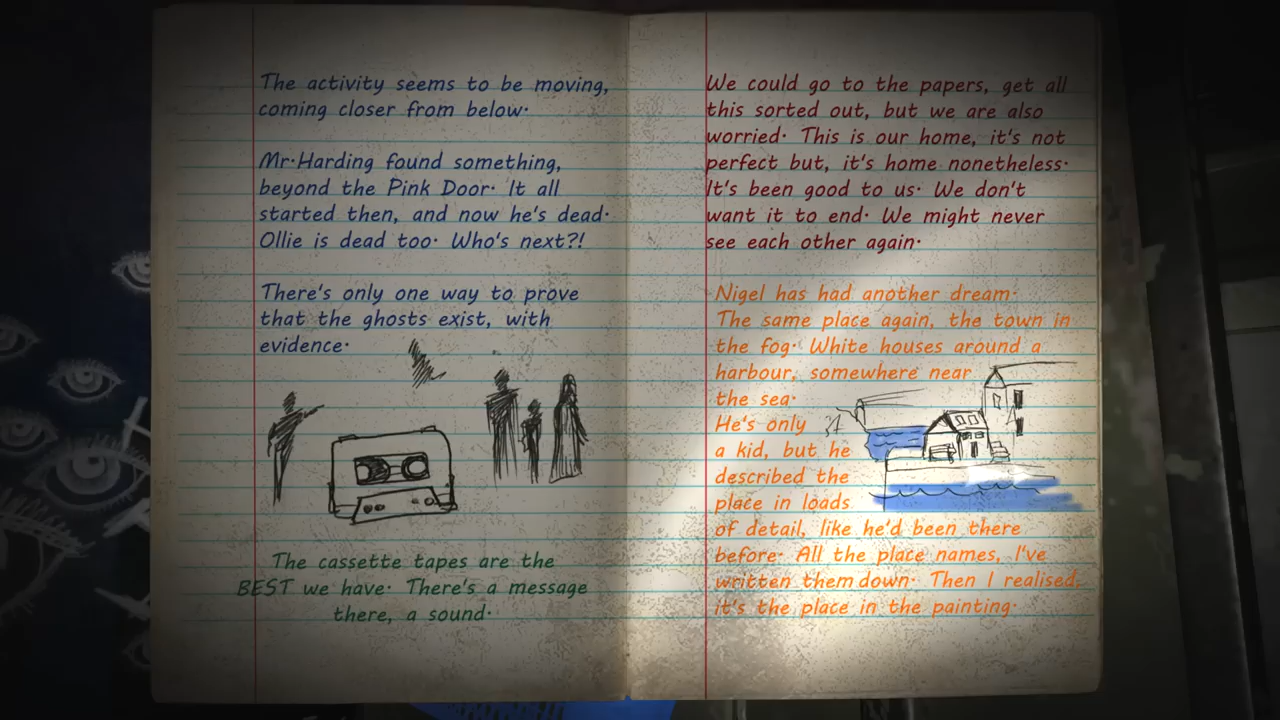 The activity seems to be moving,
coming closer from below.
Mr.Harding found something,
beyond the Pink Door. It all
started then, and now he's dead.
Ollie is dead too. Who's next?!
There's only one way to prove
that the ghosts exist, with
evidence.
The cassette tapes are the
BEST we have. There's a message
there, a sound.
We could go to the papers, get all
this sorted out, but we are also
worried. This is our home, it's not
perfect but, it's home nonetheless.
It's been good to us. We don't
want it to end. We might never
see each other again.
Nigel has had another dream.
The same place again, the town in
the fog. White houses around a
harbour, somewhere near
the sea.
He's only
a kid, but he
described the
place in loads
of detail, like he'd been there
before. All the place names, I've
written them down. Then I realised,
it's the place in the painting.